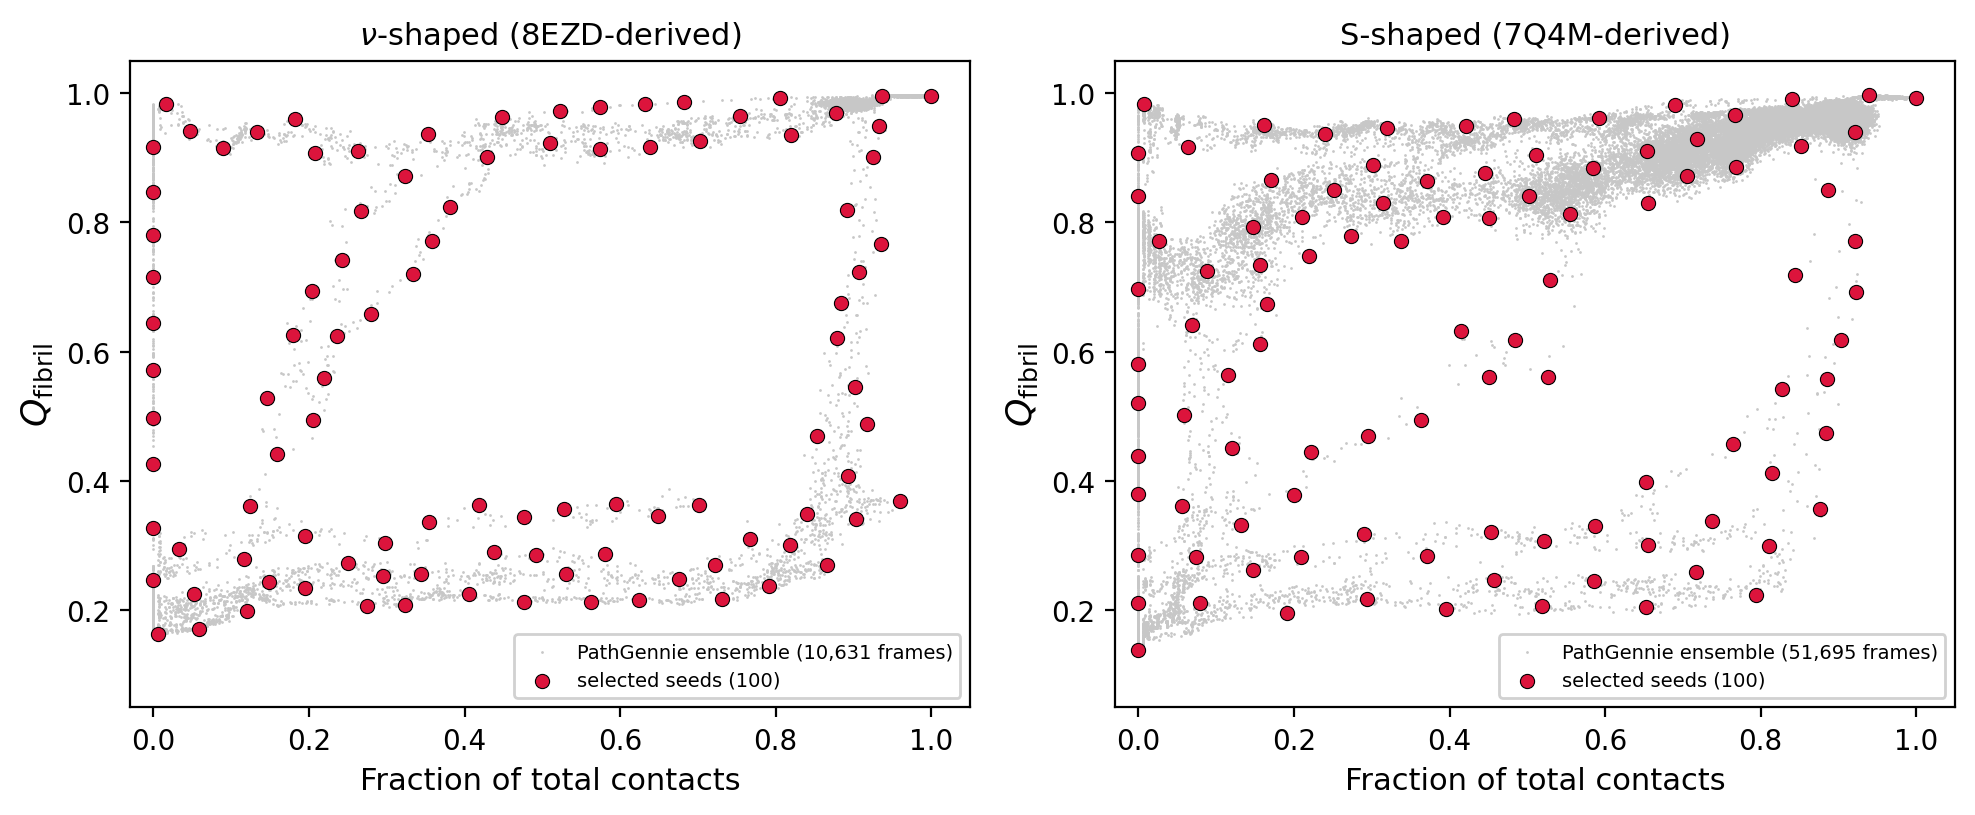 ν-shaped (8EZD-derived)
1.0
0.8
0.6
0.4
0.2
Qfibril
0.0 0.2 0.4 0.6 0.8 1.0
Fraction of total contacts
PathGennie ensemble (10,631 frames)
selected seeds (100)
S-shaped (7Q4M-derived)
1.0
0.8
0.6
0.4
0.2
Qfibril
0.0 0.2 0.4 0.6 0.8 1.0
Fraction of total contacts
PathGennie ensemble (51,695 frames)
selected seeds (100)